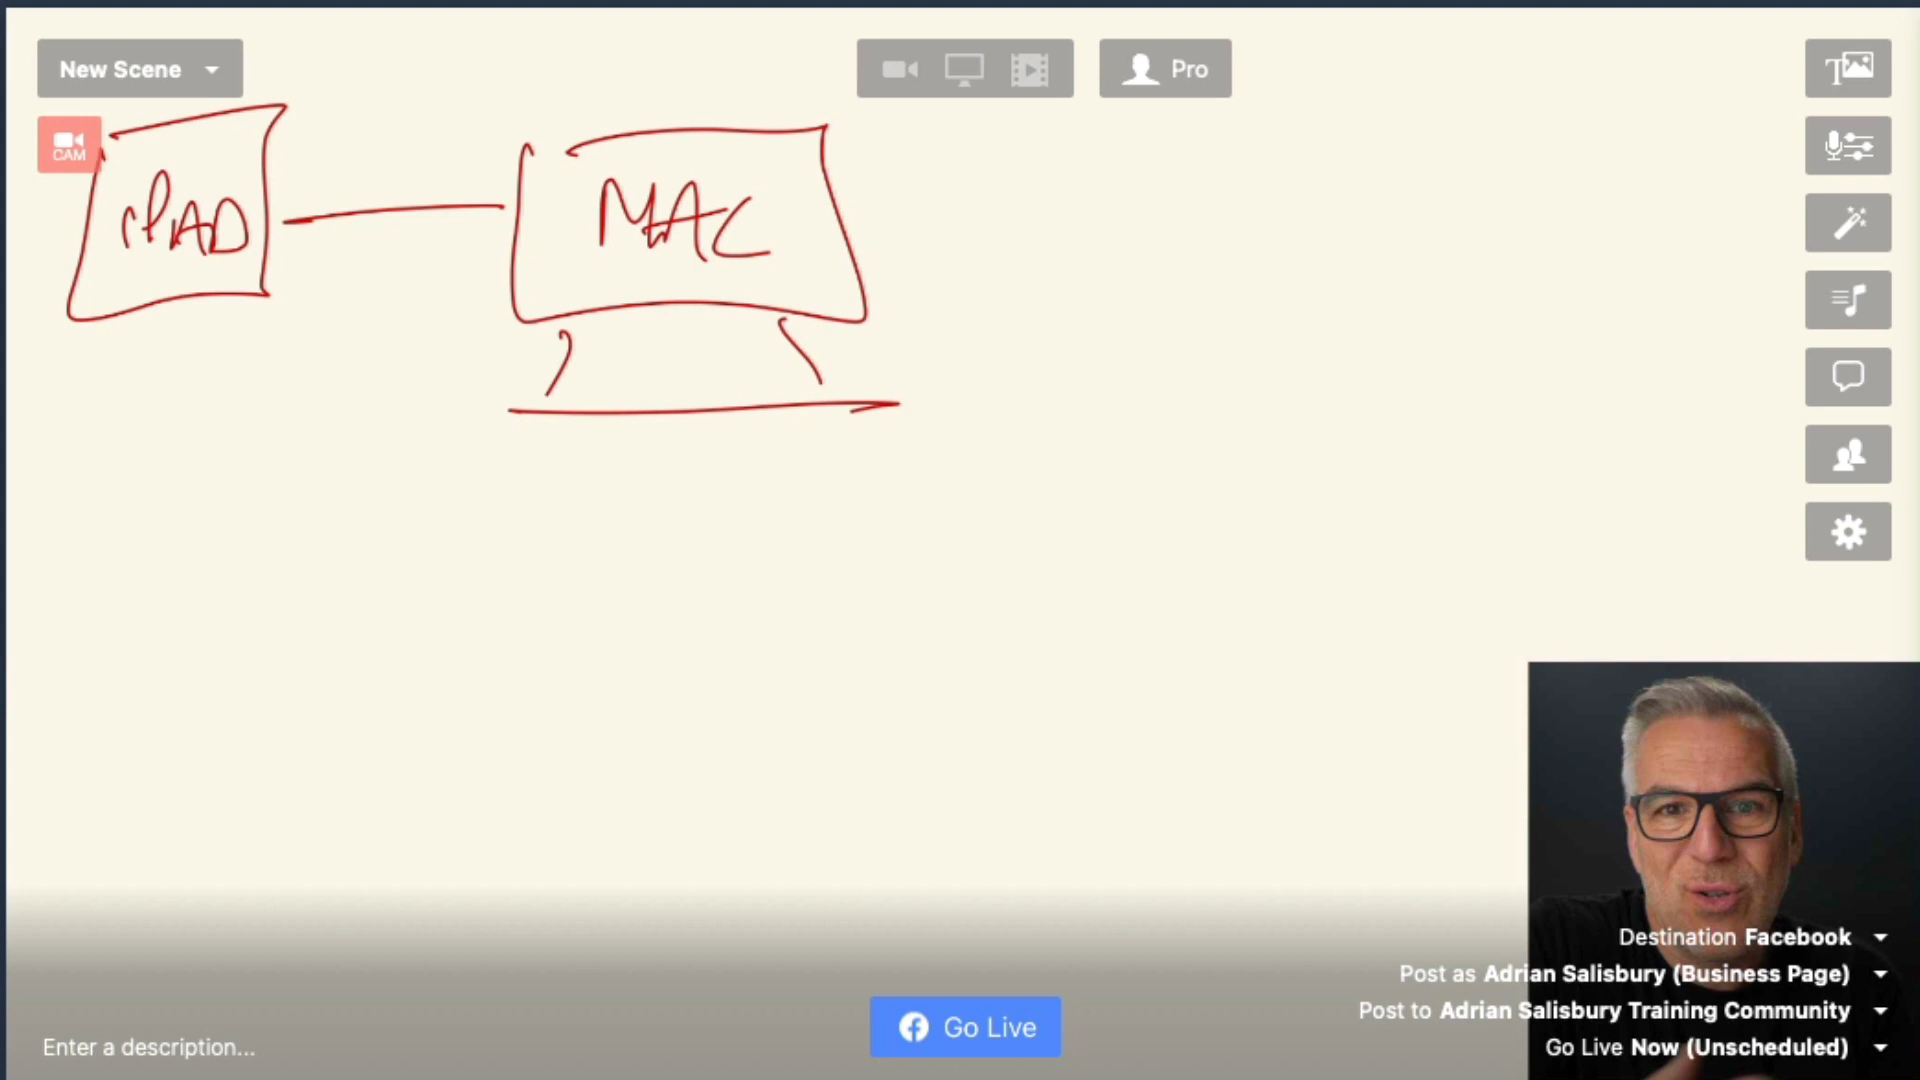 New Scene
Pro
CAM
iPAD
MAC
T
Destination Facebook
Post as Adrian Salisbury (Business Page)
Post to Adrian Salisbury Training Community
Go Live
Enter a description...
Go Live Now (Unscheduled)